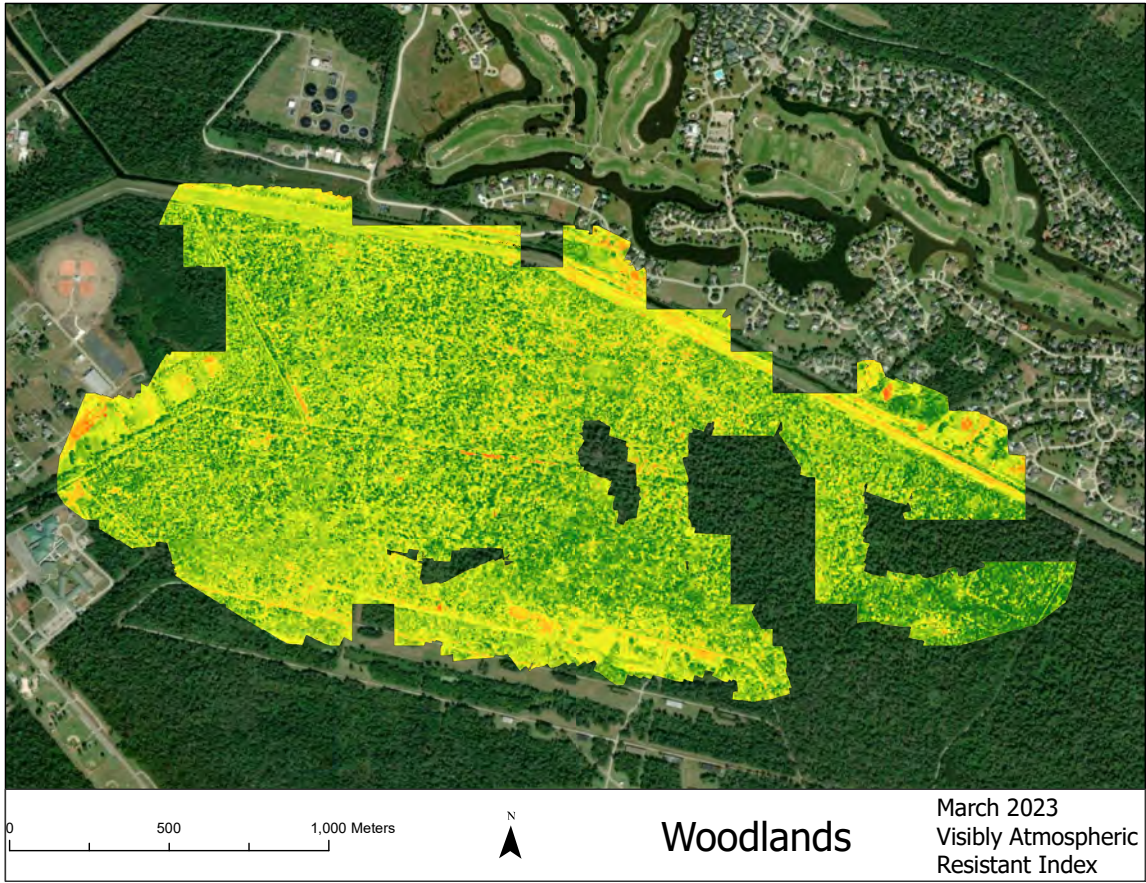 0 500 1,000 Meters
N
Woodlands
March 2023
Visibly Atmospheric
Resistant Index